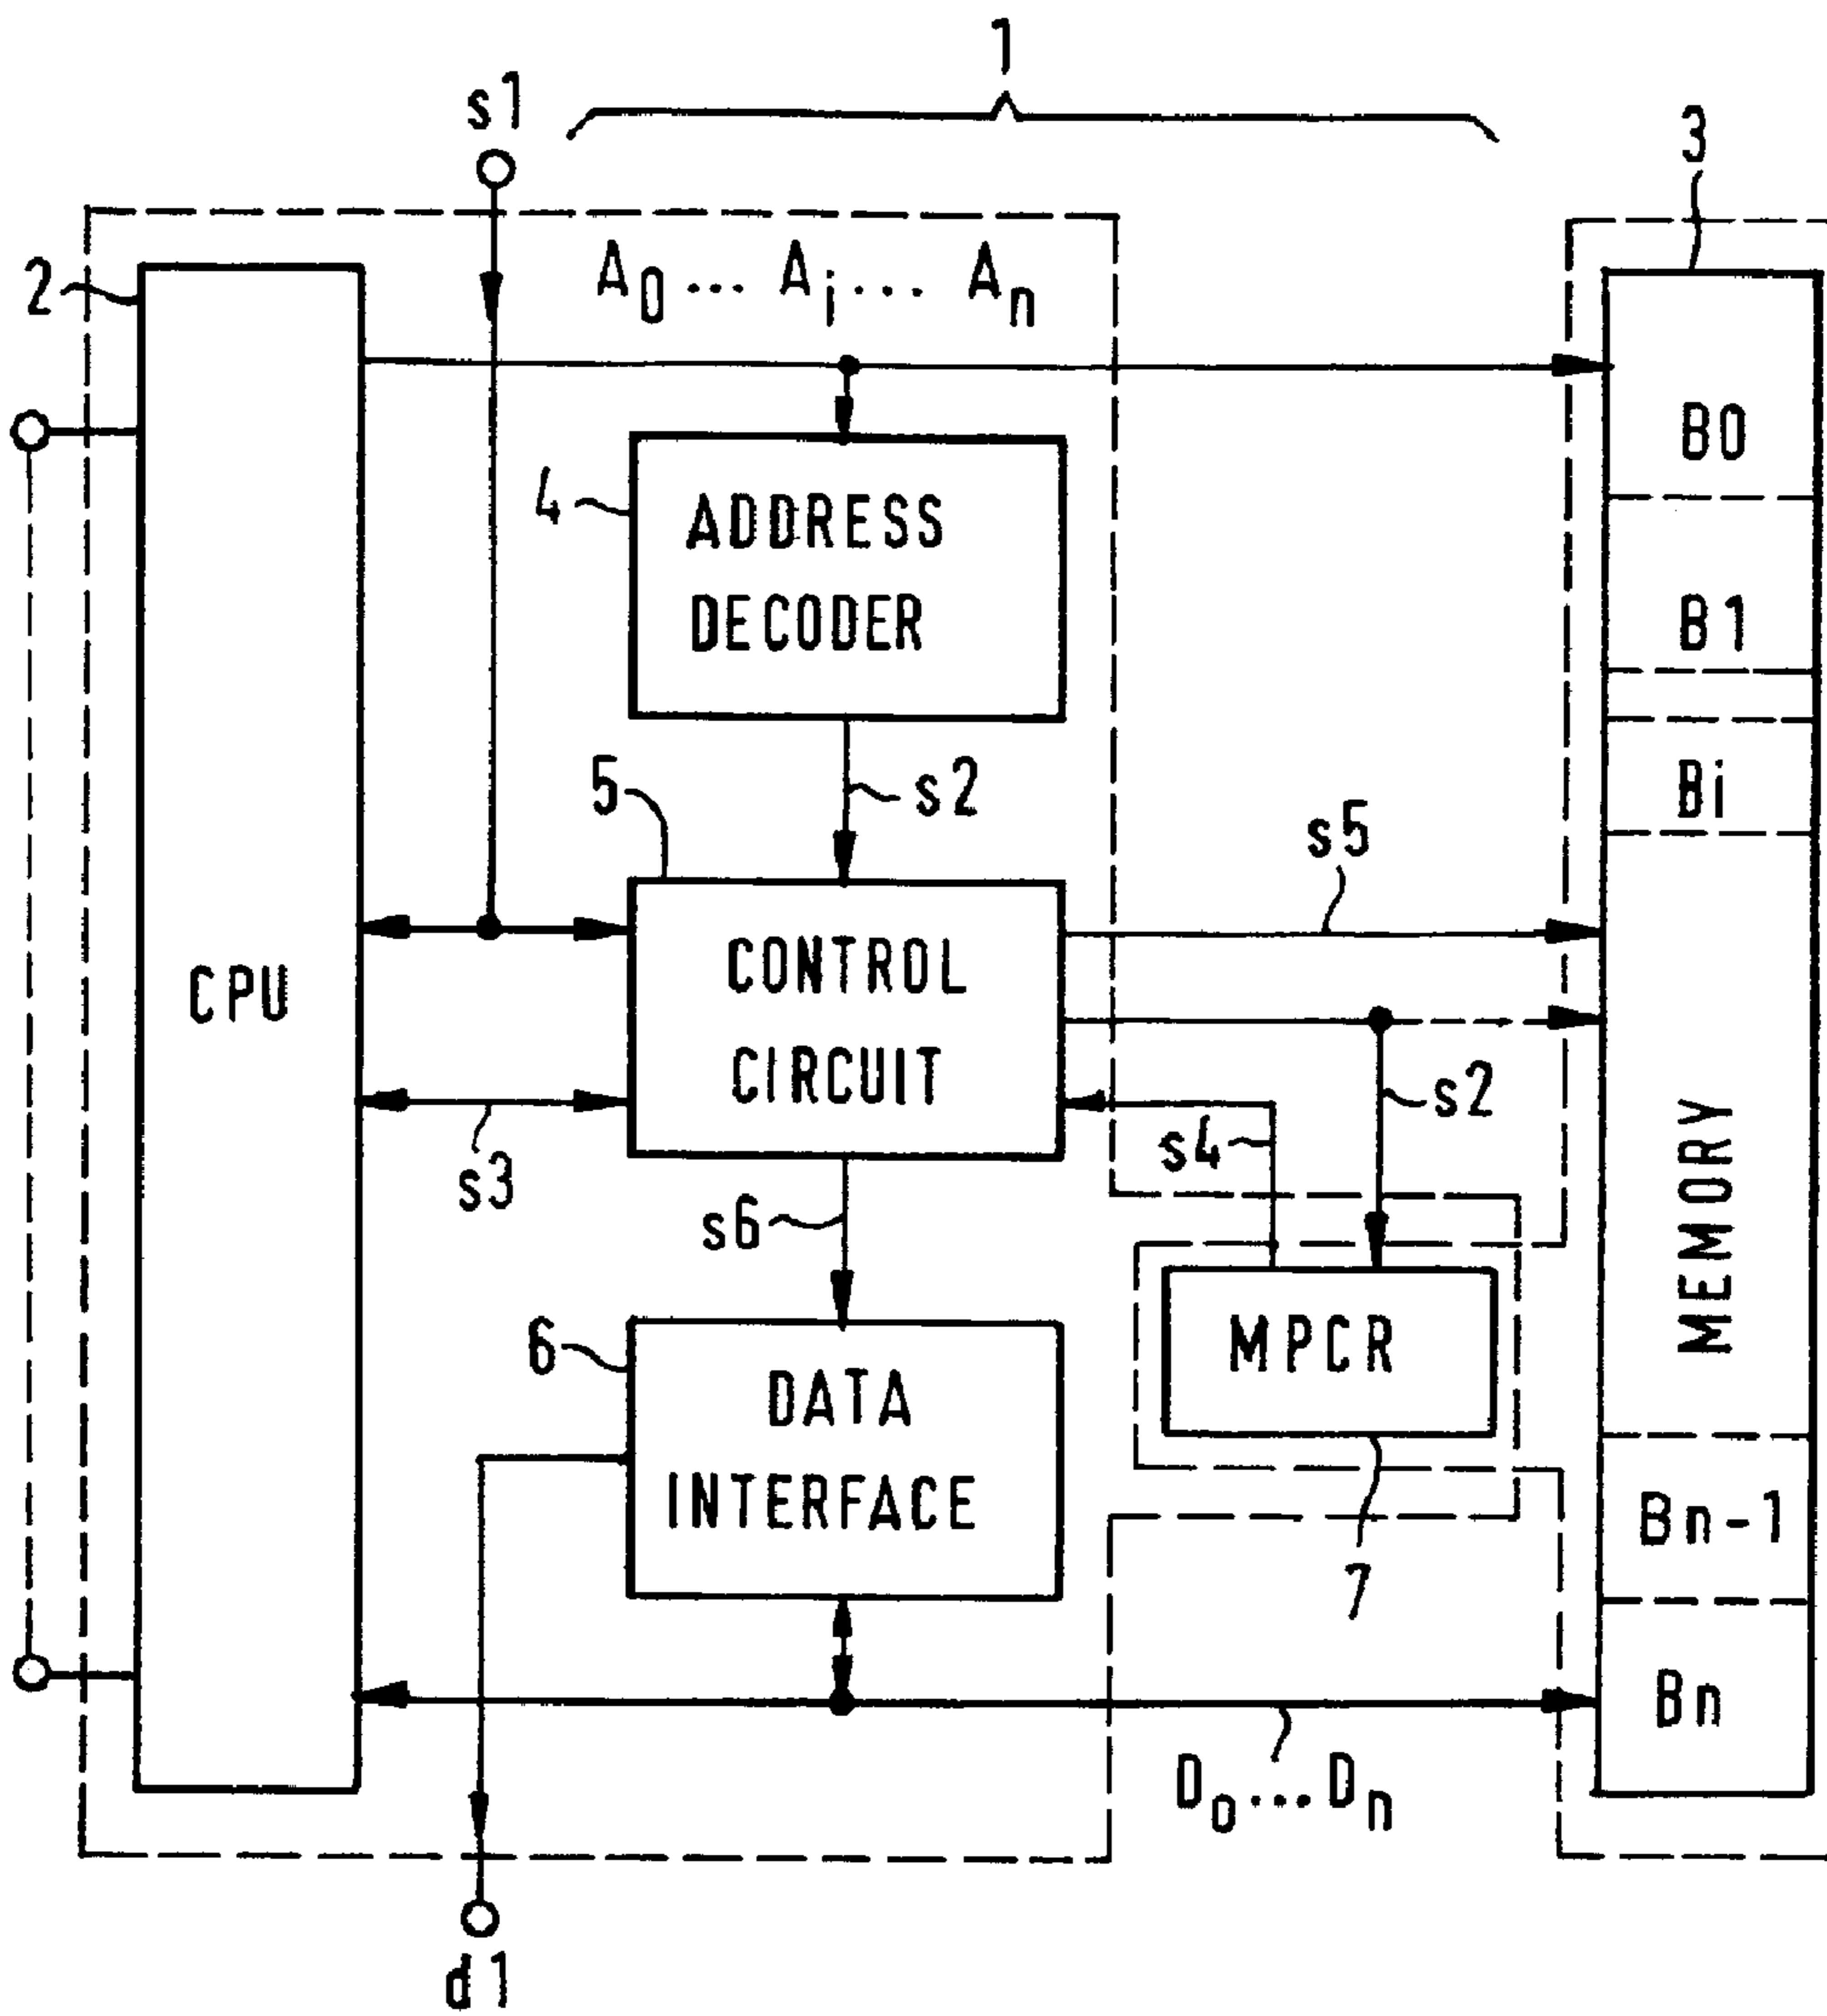 1
s1
3
2
A0... Ai... An
B0
4
ADDRESS
DECODER
B1
5
s2
Bi
s5
CPU
CONTROL
CIRCUIT
s2
s4
s3
s6
MEMORY
6
DATA
INTERFACE
MPCR
Bn-1
7
Bn
Do...Dn
d1